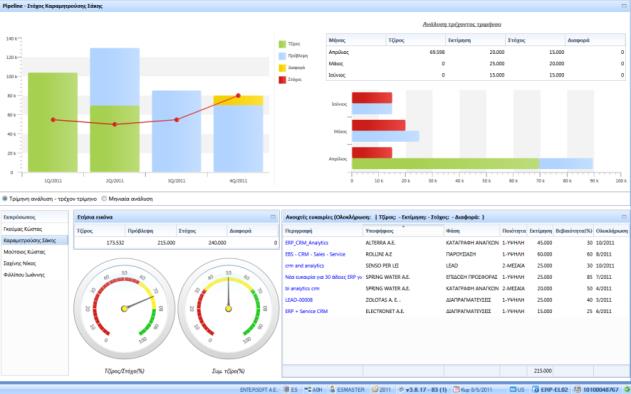 Pipeline - Στόχος Καραμητρούσης Σάκης
Ανάλυση τρέχοντος τριμήνου
Μήνας Τζίρος Εκτίμηση Στόχος Διαφορά
Απρίλιος 69.598 20.000 15.000 0
Μάιος 0 25.000 20.000 0
Ιούνιος 0 15.000 15.000 0
140 k
120 k
100 k
80 k
60 k
40 k
20 k
0
1Q/2011 2Q/2011 3Q/2011 4Q/2011
Τζίρος
Πρόβλεψη
Διαφορά
Στόχος
Ιούνιος
Μάιος
Απρίλιος
0 10 k 20 k 30 k 40 k 50 k 60 k 70 k 80 k 90 k 100 k
Τρίμηνη ανάλυση - τρέχον τρίμηνο Μηνιαία ανάλυση
Εκπρόσωπος
Γκούμας Κώστας
Καραμητρούσης Σάκης
Μούτσιος Κώστας
Σαχίνης Νίκος
Φιλίππου Ιωάννης
Ετήσια εικόνα
Τζίρος Πρόβλεψη Στόχος Διαφορά
173.532 215.000 240.000 0
Τζίρος/Στόχο(%)
Συμ. τζίρο(%)
Ανοιχτές ευκαιρίες (Ολοκλήρωση: | Τζίρος: - Εκτίμηση: - Στόχος: - Διαφορά: )
Περιγραφή Υποψήφιος Φάση Ποιότητα Εκτίμηση Βεβαιότητα(%) Ολοκλήρωση
ERP_CRM_Analytics ALTERRA A.E. ΚΑΤΑΓΡΑΦΗ ΑΝΑΓΚΩΝ 1-ΥΨΗΛΗ 45.000 30 10/2011
EBS - CRM - Sales - Service ROLLINZ A.E ΠΑΡΟΥΣΙΑΣΗ 1-ΥΨΗΛΗ 60.000 60 8/2011
crm and analytics SENSO PER LEI LEAD 2-ΜΕΣΑΙΑ 25.000 30 10/2011
Νέα ευκαιρία για 30 άδειες ERP γι SPRING WATER A.E. ΕΠΙΔΟΣΗ ΠΡΟΣΦΟΡΑΣ 1-ΥΨΗΛΗ 25.000 85 7/2011
bi analytics crm SPRING WATER A.E. ΚΑΤΑΓΡΑΦΗ ΑΝΑΓΚΩΝ 2-ΜΕΣΑΙΑ 20.000 50 4/2011
LEAD-00008 ZOLOTAS A. E. . ΔΙΑΠΡΑΓΜΑΤΕΥΣΕΙΣ 1-ΥΨΗΛΗ 25.000 40 3/2011
ERP + Service CRM ELECTRONET A.E. ΔΙΑΠΡΑΓΜΑΤΕΥΣΕΙΣ 1-ΥΨΗΛΗ 15.000 25 6/2011
215.000
ENTERSOFT A.E. ES ΑΘΗ ESMASTER 2011 v3.8.17 - 83 (1) Κυρ 8/5/2011 US ERP-EL02 10100048767